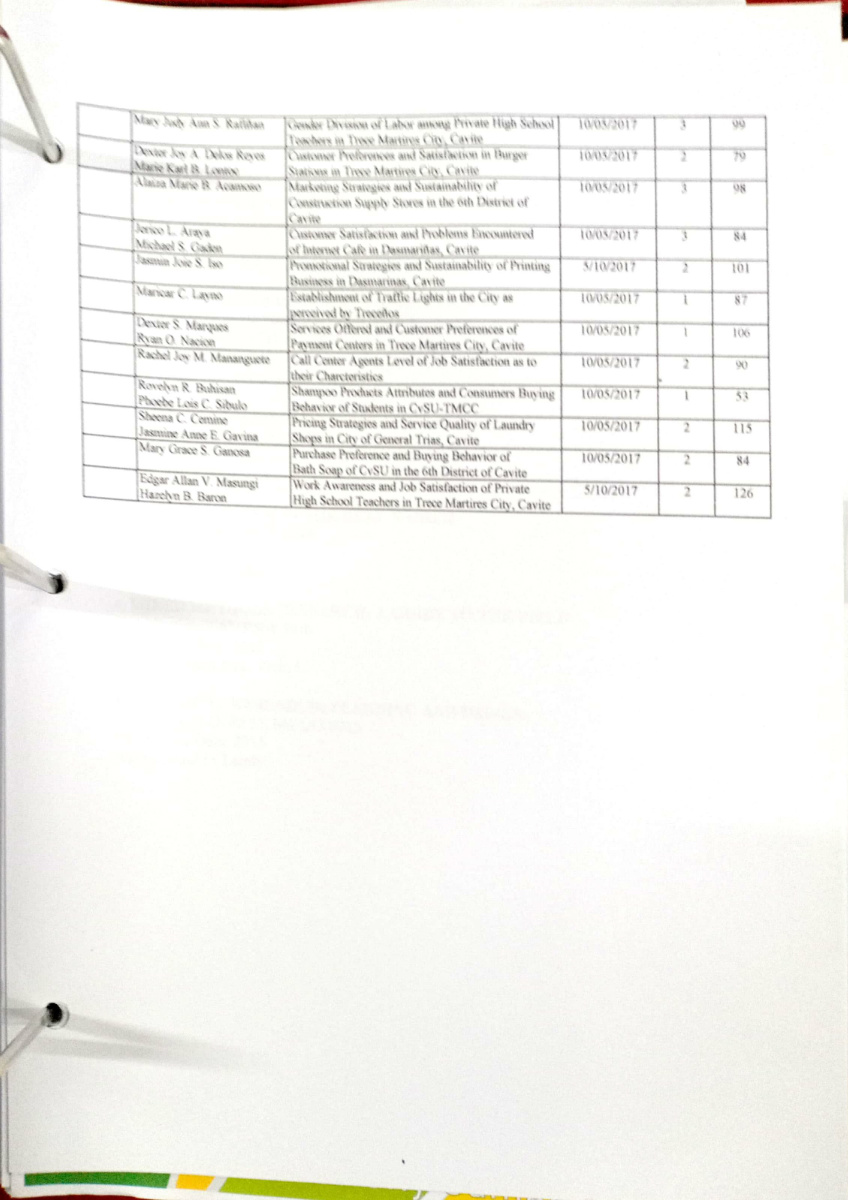 Mary Judy Ann S. Rafiñan Gender Division of Labor among Private High School 10/05/2017 3 99
Teachers in Trece Martires City, Cavite
Dexter Joy A. Delos Reyes Customer Preferences and Satisfaction in Burger 10/05/2017 2 79
Marie Karl B. Lontoc Stations in Trece Martires City, Cavite
Alaiza Marie B. Acamoso Marketing Strategies and Sustainability of 10/05/2017 3 98
Construction Supply Stores in the 6th District of
Cavite
Jerico L. Araya Customer Satisfaction and Problems Encountered 10/05/2017 3 84
Michael S. Gaden of Internet Cafe in Dasmariñas, Cavite
Jasmin Joie S. Iso Promotional Strategies and Sustainability of Printing 5/10/2017 2 101
Business in Dasmarinas, Cavite
Maricar C. Layno Establishment of Traffic Lights in the City as 10/05/2017 1 87
perceived by Treceños
Dexter S. Marques Services Offered and Customer Preferences of 10/05/2017 1 106
Ryan O. Nacion Payment Centers in Trece Martires City, Cavite
Rachel Joy M. Mananguete Call Center Agents Level of Job Satisfaction as to 10/05/2017 2 90
their Charcteristics
Rovelyn R. Buhisan Shampoo Products Attributes and Consumers Buying 10/05/2017 1 53
Phoebe Lois C. Sibulo Behavior of Students in CvSU-TMCC
Sheena C. Comino Pricing Strategies and Service Quality of Laundry 10/05/2017 2 115
Jasmine Anne E. Gavina Shops in City of General Trias, Cavite
Mary Grace S. Ganosa Purchase Preference and Buying Behavior of 10/05/2017 2 84
Bath Soap of CvSU in the 6th District of Cavite
Edgar Allan V. Masungi Work Awareness and Job Satisfaction of Private 5/10/2017 2 126
Hazelyn B. Baron High School Teachers in Trece Martires City, Cavite